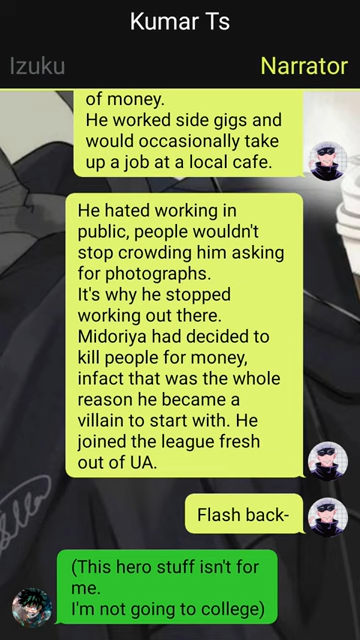 Kumar Ts
Izuku
Narrator
of money.
He worked side gigs and
would occasionally take
up a job at a local cafe.
He hated working in
public, people wouldn't
stop crowding him asking
for photographs.
It's why he stopped
working out there.
Midoriya had decided to
kill people for money,
infact that was the whole
reason he became a
villain to start with. He
joined the league fresh
out of UA.
Flash back-
(This hero stuff isn't for
me.
I'm not going to college)